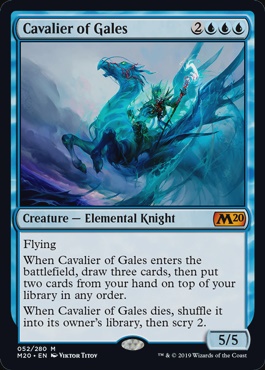 Cavalier of Gales 2
Creature — Elemental Knight M20
Flying
When Cavalier of Gales enters the
battlefield, draw three cards, then put
two cards from your hand on top of your
library in any order.
When Cavalier of Gales dies, shuffle it
into its owner's library, then scry 2.
5/5
052/280 M
M20 • EN Viktor Titov
™ & © 2019 Wizards of the Coast